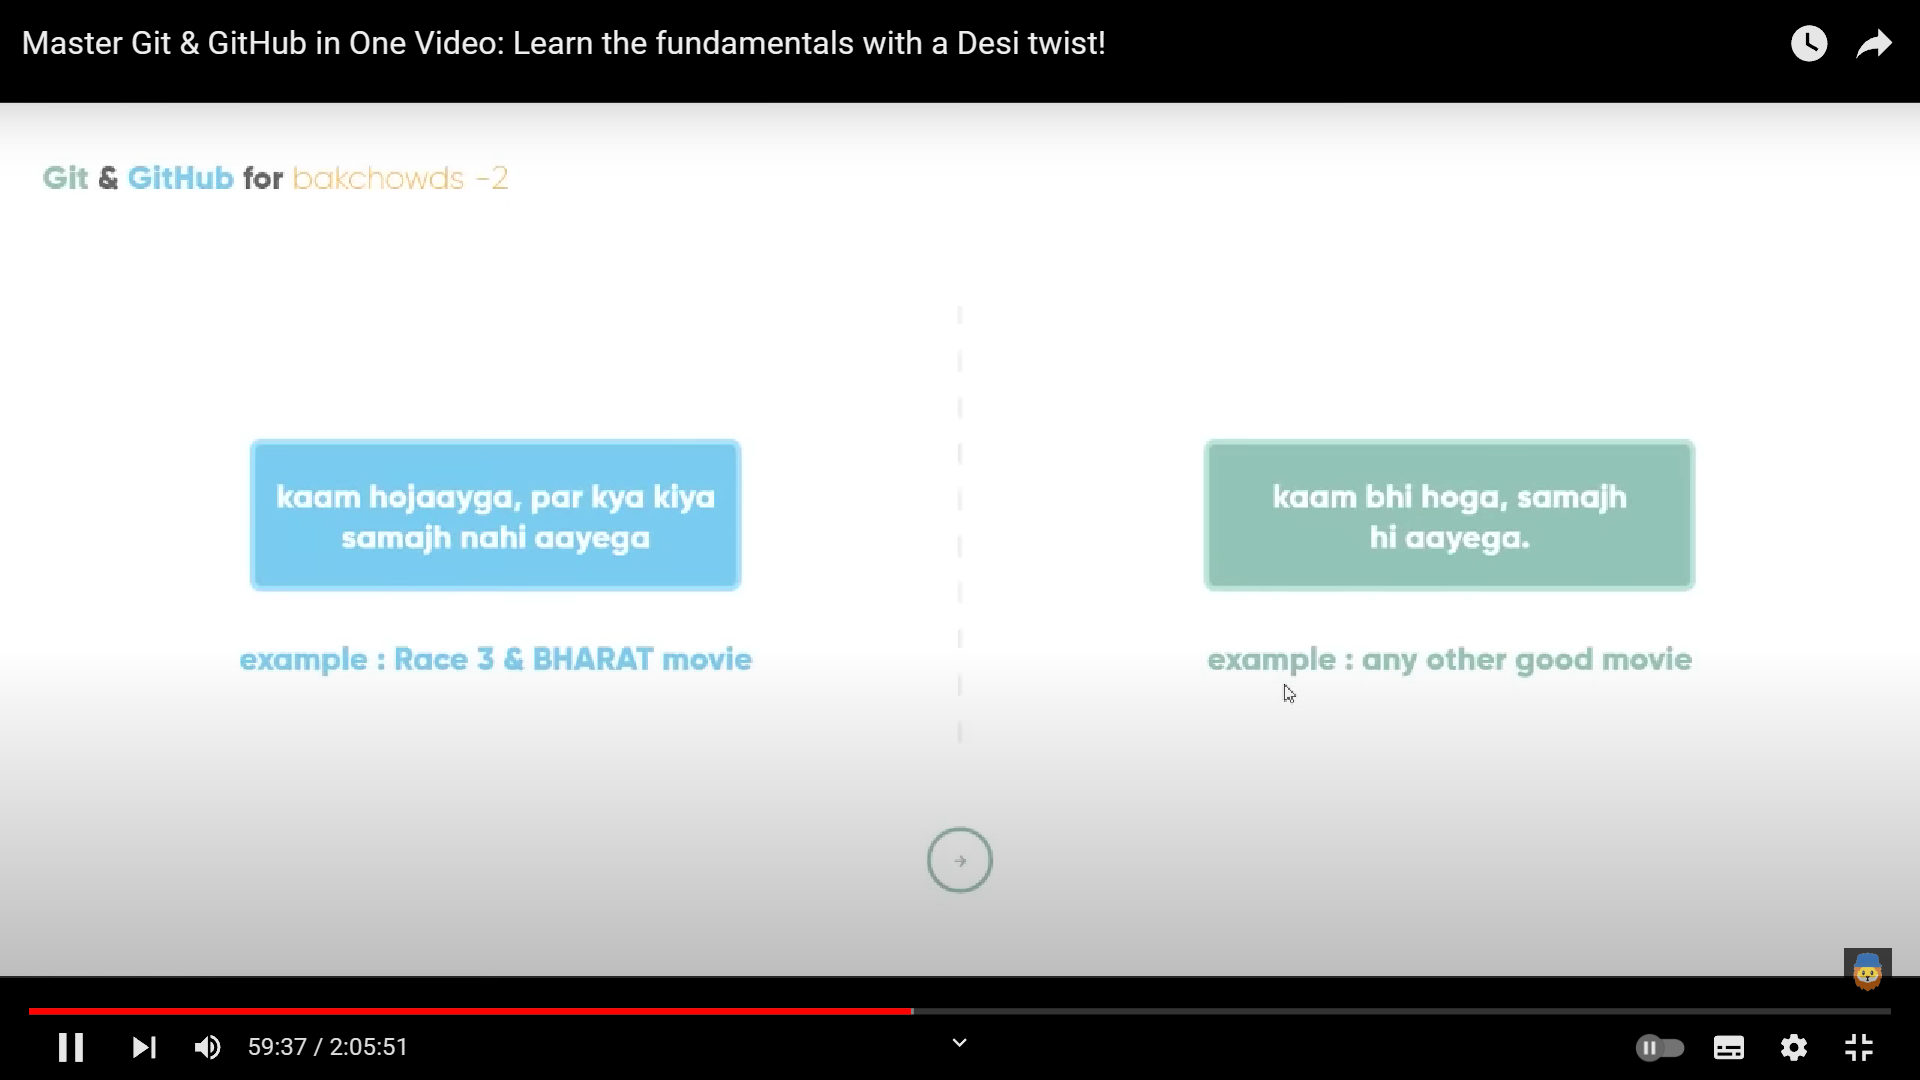 Master Git & GitHub in One Video: Learn the fundamentals with a Desi twist!
Git & GitHub for bakchowds -2
kaam hojaayga, par kya kiya
samajh nahi aayega
example : Race 3 & BHARAT movie
kaam bhi hoga, samajh
hi aayega.
example : any other good movie
59:37 / 2:05:51